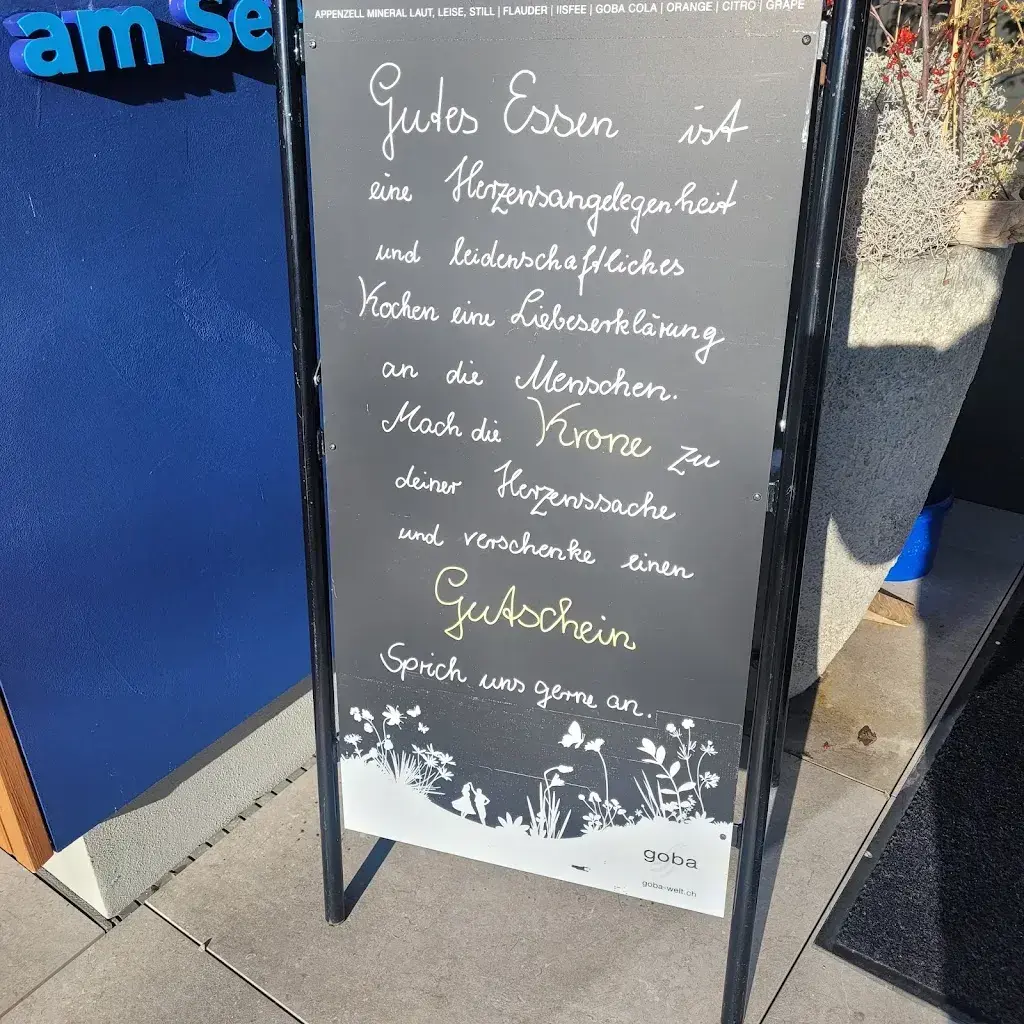 am See
APPENZELL MINERAL LAUT, LEISE, STILL | FLAUDER | IISFEE | GOBA COLA | ORANGE | CITRO | GRAPE
Gutes Essen ist
eine Herzensangelegenheit
und leidenschaftliches
Kochen eine Liebeserklärung
an die Menschen.
Mach die Krone zu
deiner Herzenssache
und verschenke einen
Gutschein
Sprich uns gerne an.
goba
goba-welt.ch